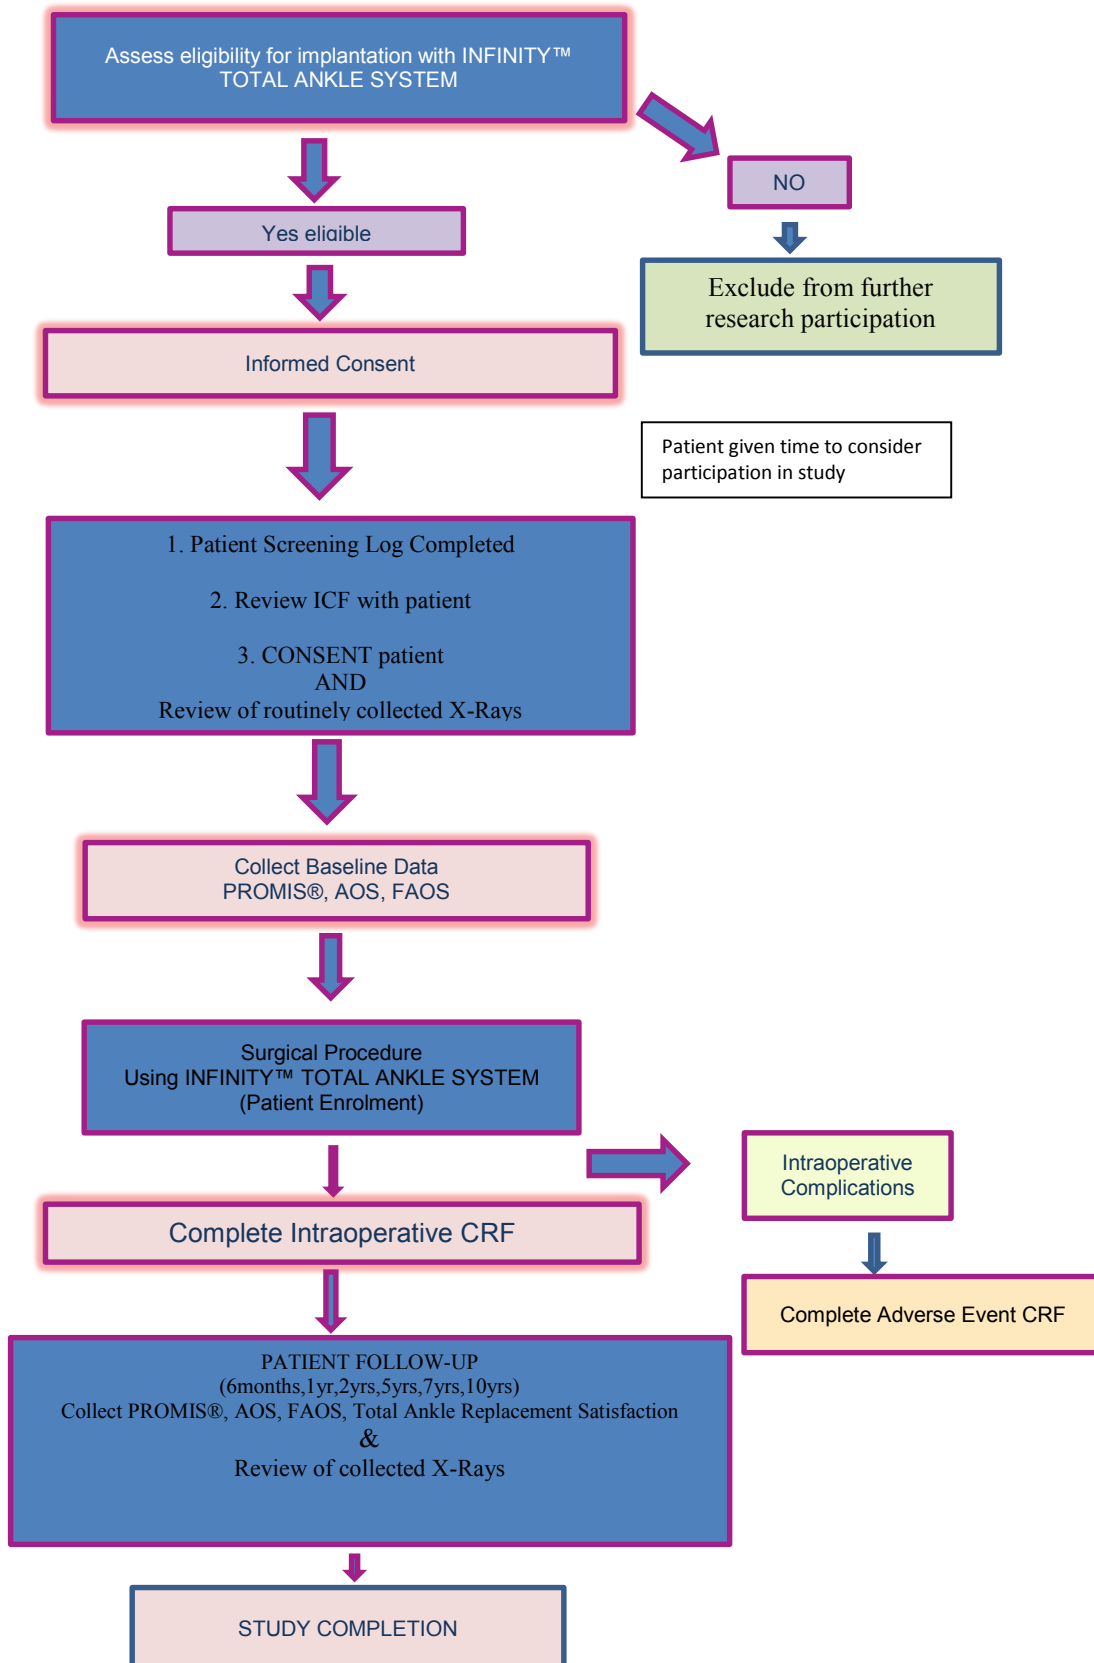 Assess eligibility for implantation with INFINITY™
TOTAL ANKLE SYSTEM
NO
Yes eligible
Exclude from further
research participation
Informed Consent
Patient given time to consider
participation in study
1. Patient Screening Log Completed
2. Review ICF with patient
3. CONSENT patient
AND
Review of routinely collected X-Rays
Collect Baseline Data
PROMIS®, AOS, FAOS
Surgical Procedure
Using INFINITY™ TOTAL ANKLE SYSTEM
(Patient Enrolment)
Intraoperative
Complications
Complete Intraoperative CRF
Complete Adverse Event CRF
PATIENT FOLLOW-UP
(6months,1yr,2yrs,5yrs,7yrs,10yrs)
Collect PROMIS®, AOS, FAOS, Total Ankle Replacement Satisfaction
&
Review of collected X-Rays
STUDY COMPLETION